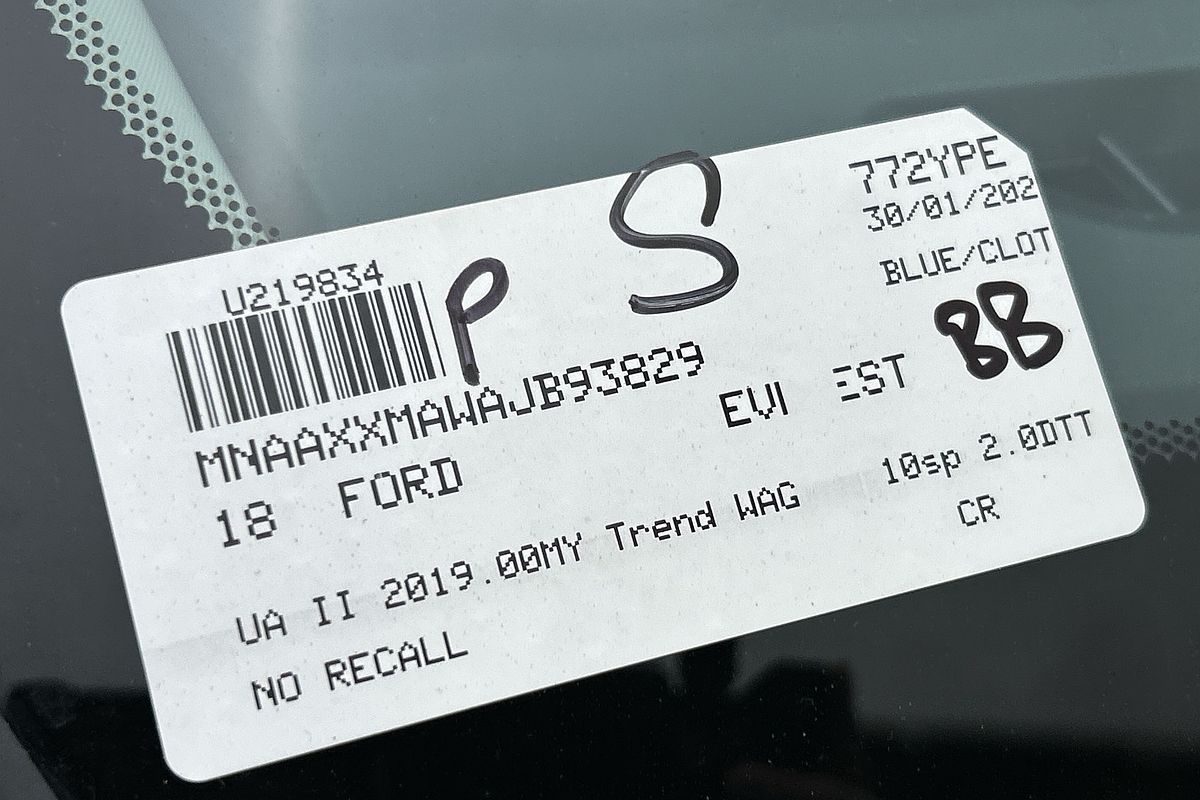 S
772YPE
30/01/202
BLUE/CLOT
U219834
P
BB
MNAAXXMAWAJB93829
EVI EST
18 FORD
UA II 2019.00MY Trend WAG 10sp 2.0DTT
CR
NO RECALL